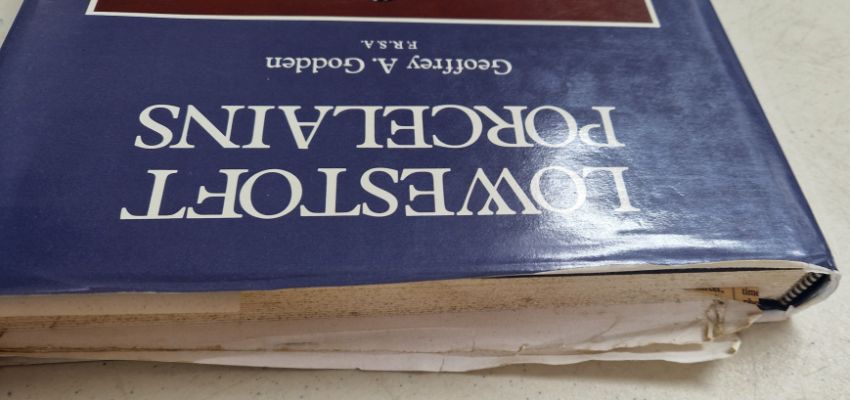 LOWESTOFT
PORCELAINS
Geoffrey A. Godden
F.R.S.A.